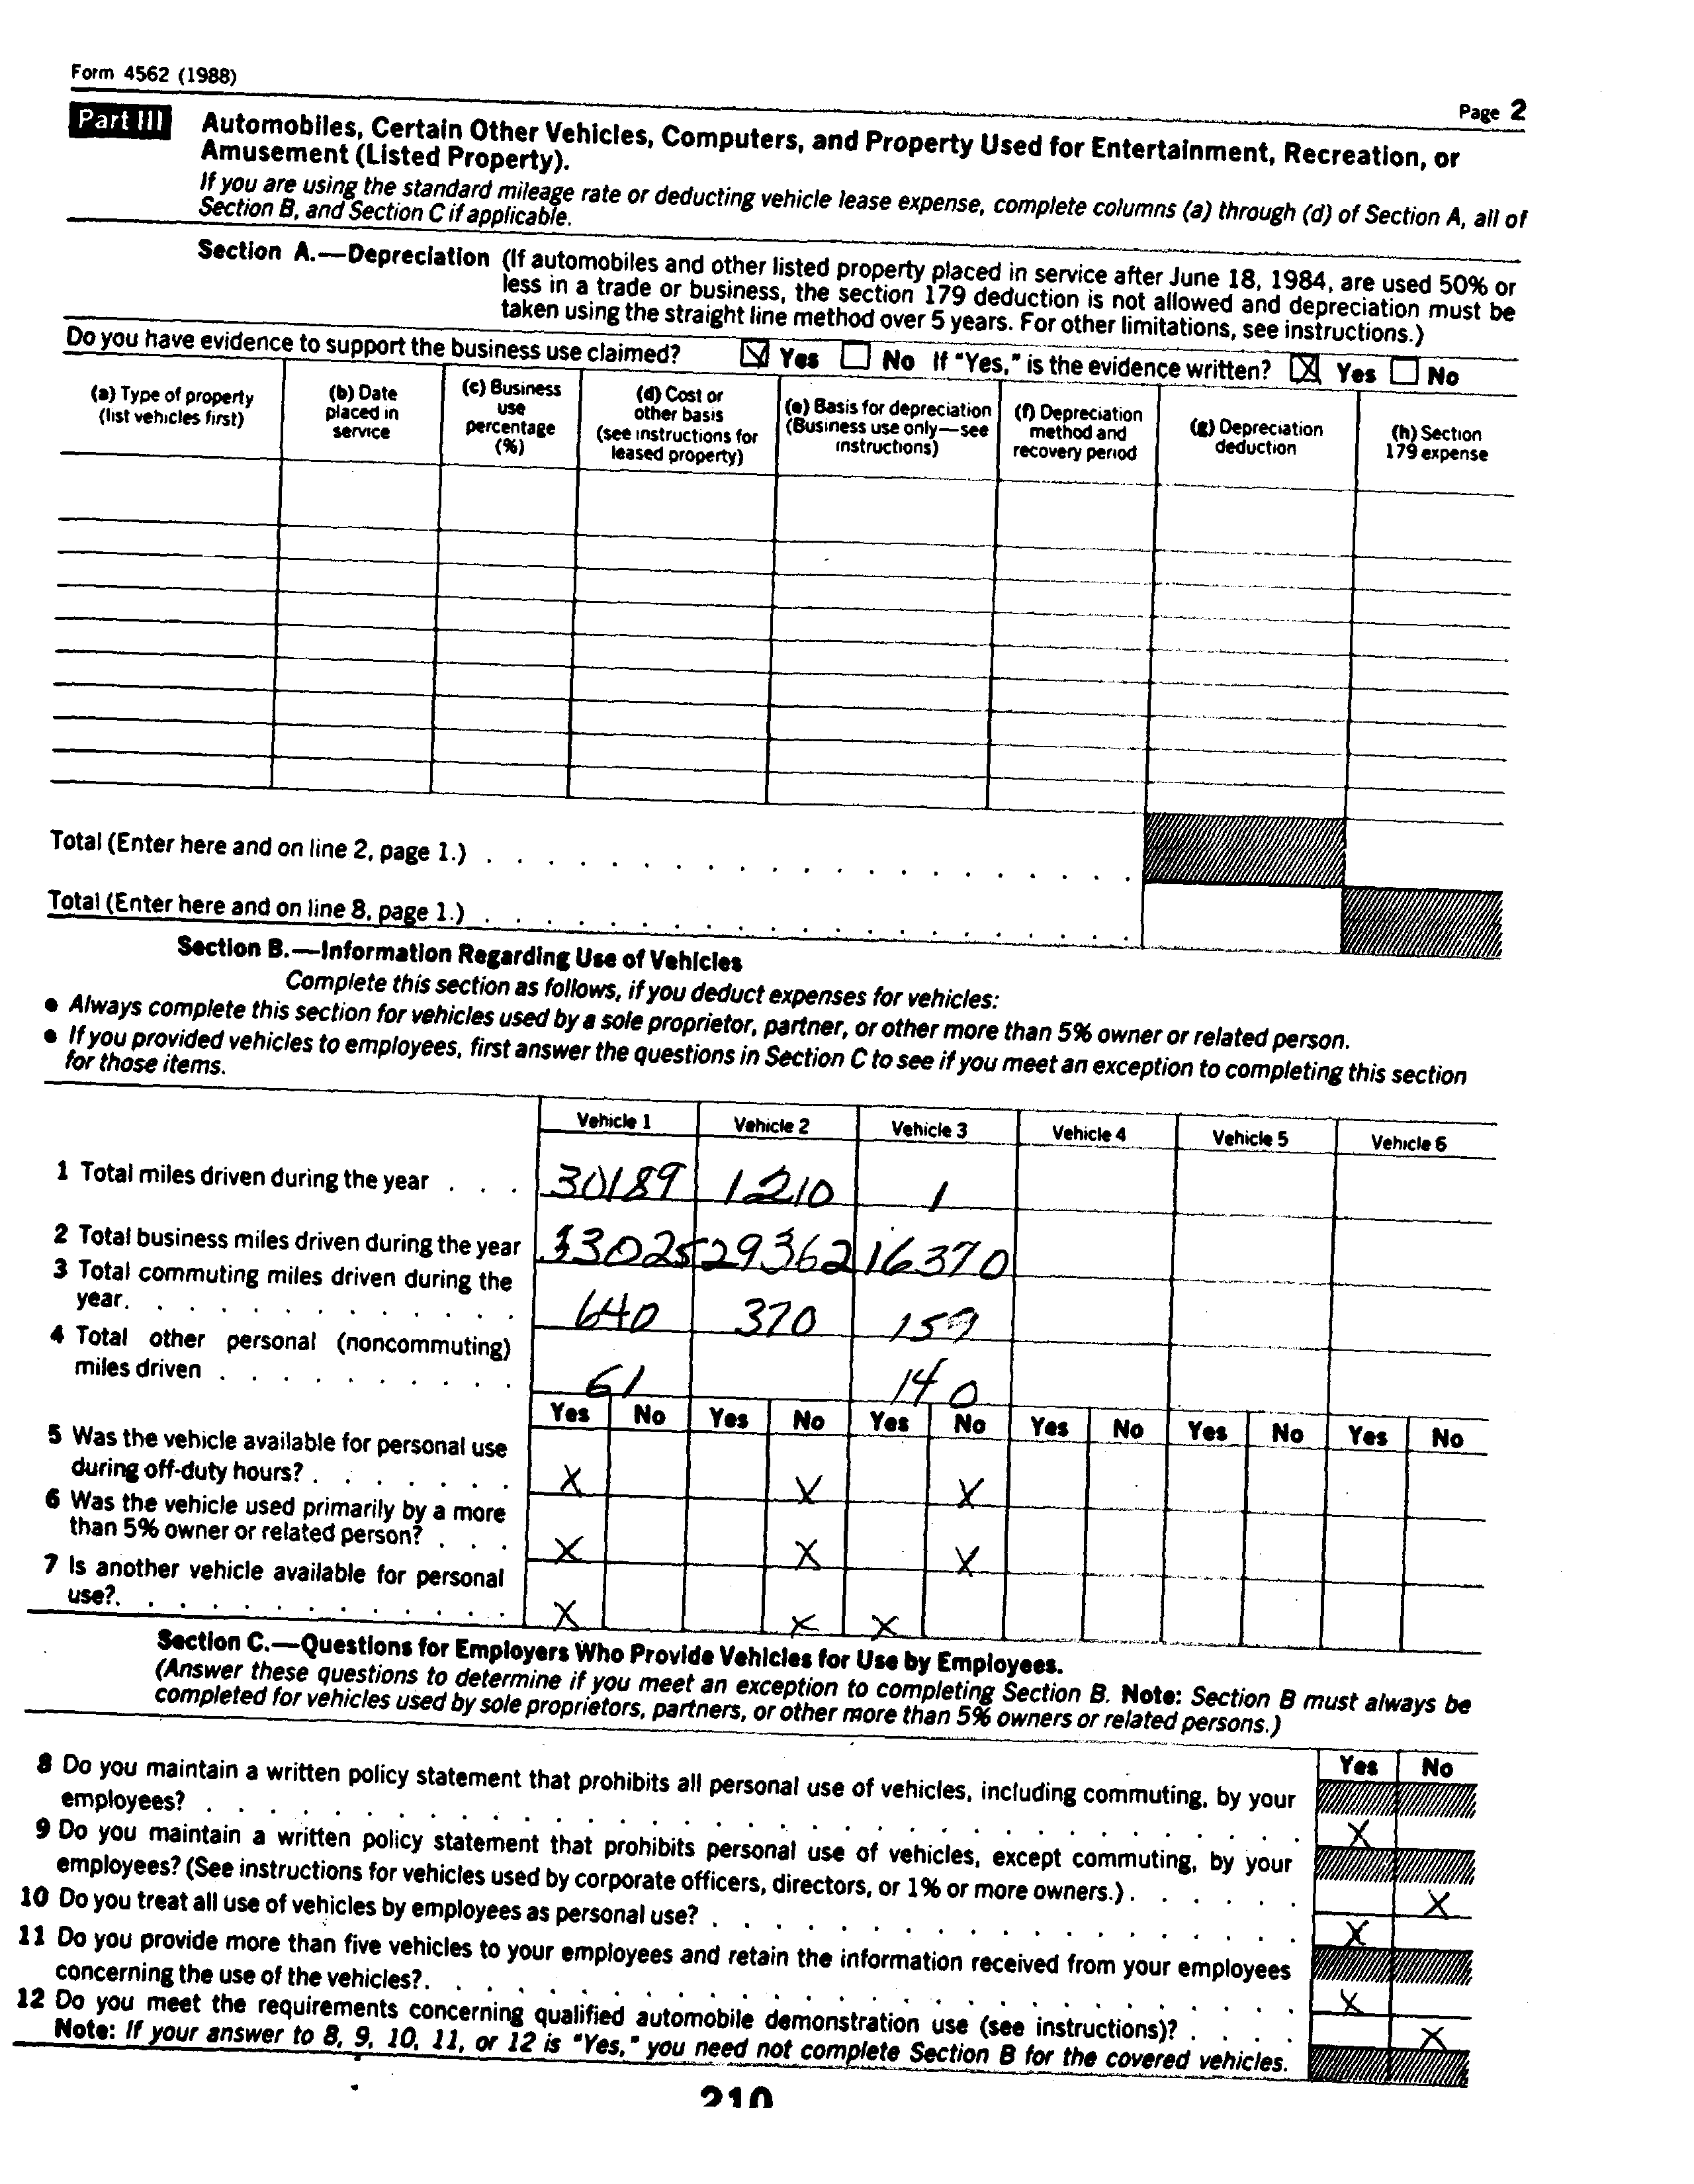 Form 4562 (1988)
Page 2
Part III
Automobiles, Certain Other Vehicles, Computers, and Property Used for Entertainment, Recreation, or
Amusement (Listed Property).
If you are using the standard mileage rate or deducting vehicle lease expense, complete columns (a) through (d) of Section A, all of
Section B, and Section C if applicable.
Section A.—Depreciation (If automobiles and other listed property placed in service after June 18, 1984, are used 50% or
less in a trade or business, the section 179 deduction is not allowed and depreciation must be
taken using the straight line method over 5 years. For other limitations, see instructions.)
Do you have evidence to support the business use claimed? Yes No If "Yes," is the evidence written? Yes No
(a) Type of property
(list vehicles first)
(b) Date
placed in
service
(c) Business
use
percentage
(%)
(d) Cost or
other basis
(see instructions for
leased property)
(e) Basis for depreciation
(Business use only—see
instructions)
(f) Depreciation
method and
recovery period
(g) Depreciation
deduction
(h) Section
179 expense
Total (Enter here and on line 2, page 1.)
Total (Enter here and on line 8, page 1.)
Section B.—Information Regarding Use of Vehicles
Complete this section as follows, if you deduct expenses for vehicles:
● Always complete this section for vehicles used by a sole proprietor, partner, or other more than 5% owner or related person.
● If you provided vehicles to employees, first answer the questions in Section C to see if you meet an exception to completing this section
for those items.
Vehicle 1 Vehicle 2 Vehicle 3 Vehicle 4 Vehicle 5 Vehicle 6
1 Total miles driven during the year . . . 30189 1210 1
2 Total business miles driven during the year 33025 29362 16370
3 Total commuting miles driven during the
year. . . . . . . . . . . . . 640 370 159
4 Total other personal (noncommuting)
miles driven . . . . . . . . . . 61 140
Yes No Yes No Yes No Yes No Yes No Yes No
5 Was the vehicle available for personal use
during off-duty hours? . . . . . . . X X X
6 Was the vehicle used primarily by a more
than 5% owner or related person? . . . X X X
7 Is another vehicle available for personal
use?. . . . . . . . . . . . . X X X
Section C.—Questions for Employers Who Provide Vehicles for Use by Employees.
(Answer these questions to determine if you meet an exception to completing Section B. Note: Section B must always be
completed for vehicles used by sole proprietors, partners, or other more than 5% owners or related persons.)
Yes No
8 Do you maintain a written policy statement that prohibits all personal use of vehicles, including commuting, by your
employees? X
9 Do you maintain a written policy statement that prohibits personal use of vehicles, except commuting, by your
employees? (See instructions for vehicles used by corporate officers, directors, or 1% or more owners.) . . . . . . X
10 Do you treat all use of vehicles by employees as personal use? X
11 Do you provide more than five vehicles to your employees and retain the information received from your employees
concerning the use of the vehicles?. X
12 Do you meet the requirements concerning qualified automobile demonstration use (see instructions)? . . . . X
Note: If your answer to 8, 9, 10, 11, or 12 is "Yes," you need not complete Section B for the covered vehicles.
210